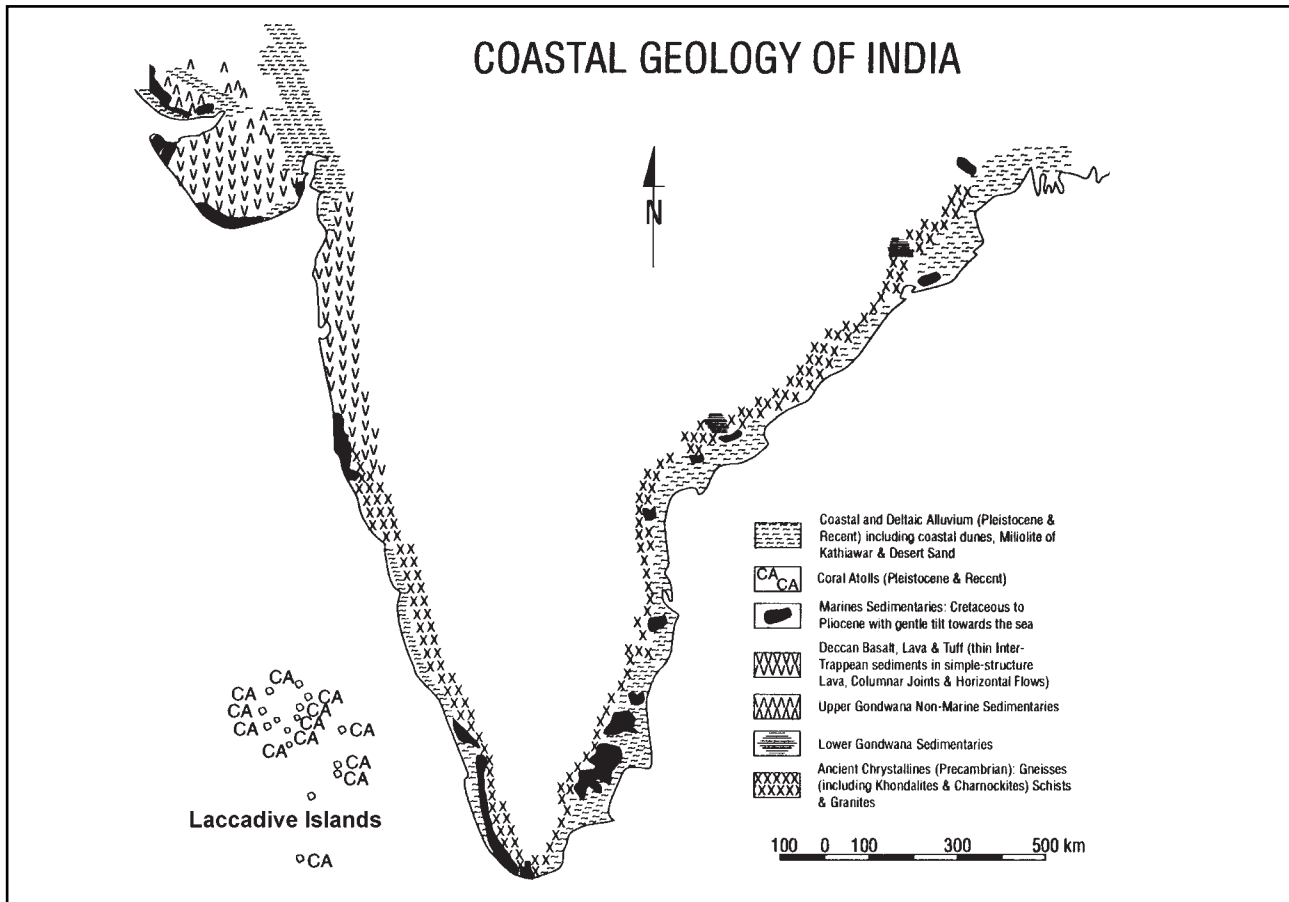 COASTAL GEOLOGY OF INDIA
N
Coastal and Deltaic Alluvium (Pleistocene &
Recent) including coastal dunes, Miliolite of
Kathiawar & Desert Sand
CA
CA
Coral Atolls (Pleistocene & Recent)
Marines Sedimentaries: Cretaceous to
Pliocene with gentle tilt towards the sea
Deccan Basalt, Lava & Tuff (thin Inter-
Trappean sediments in simple-structure
Lava, Columnar Joints & Horizontal Flows)
Upper Gondwana Non-Marine Sedimentaries
Lower Gondwana Sedimentaries
Ancient Chrystallines (Precambrian): Gneisses
(including Khondalites & Charnockites) Schists
& Granites
CA
CA CA
CA CA
CA CA CA
CA CA
CA
CA
Laccadive Islands
CA
100 0 100 300 500 km